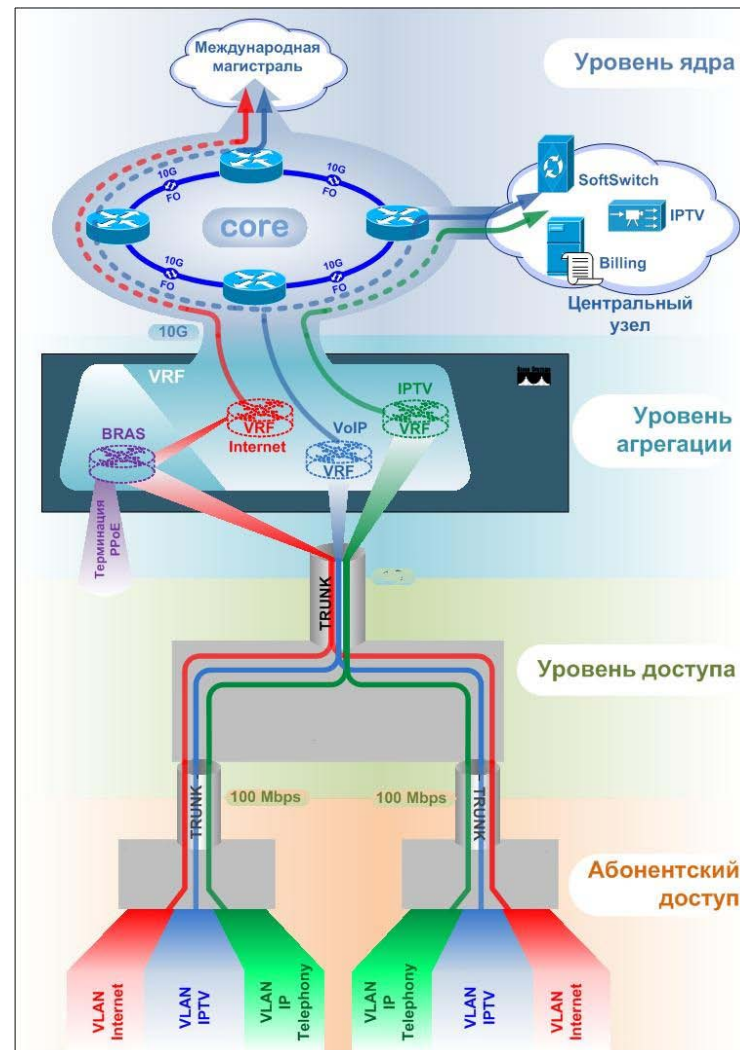 Международная
магистраль
Уровень ядра
10G
FO
10G
FO
core
10G
FO
10G
FO
SoftSwitch
IPTV
Billing
Центральный
узел
10G
VRF
IPTV
VRF
VRF
Internet
VoIP
VRF
BRAS
Уровень
агрегации
Терминация
PPoE
TRUNK
Уровень доступа
100 Mbps
100 Mbps
TRUNK
TRUNK
Абонентский
доступ
VLAN
Internet
VLAN
IPTV
VLAN
IP
Telephony
VLAN
IP
Telephony
VLAN
IPTV
VLAN
Internet